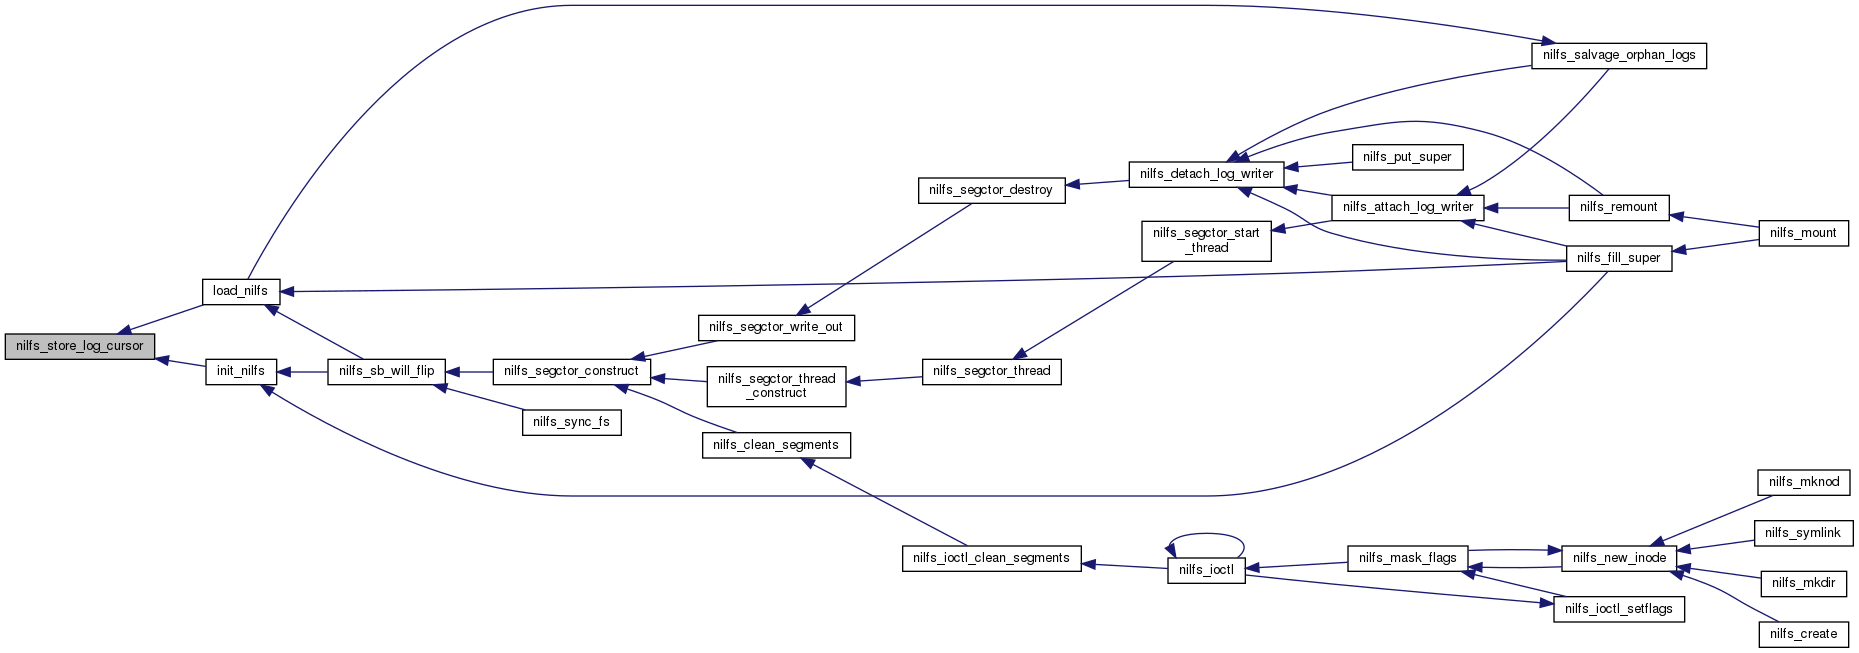 nilfs_salvage_orphan_logs
nilfs_put_super
nilfs_detach_log_writer
nilfs_segctor_destroy
nilfs_attach_log_writer
nilfs_remount
nilfs_segctor_start
_thread
nilfs_mount
nilfs_fill_super
load_nilfs
nilfs_segctor_write_out
nilfs_store_log_cursor
init_nilfs
nilfs_sb_will_flip
nilfs_segctor_construct
nilfs_segctor_thread
_construct
nilfs_segctor_thread
nilfs_sync_fs
nilfs_clean_segments
nilfs_mknod
nilfs_symlink
nilfs_ioctl_clean_segments
nilfs_ioctl
nilfs_mask_flags
nilfs_new_inode
nilfs_mkdir
nilfs_ioctl_setflags
nilfs_create